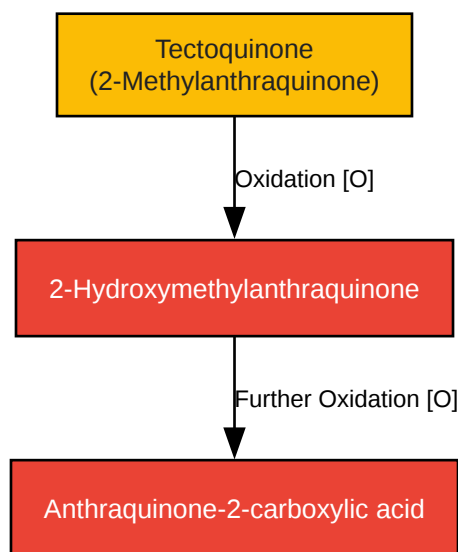 Tectoquinone
(2-Methylanthraquinone)
Oxidation [O]
2-Hydroxymethylanthraquinone
Further Oxidation [O]
Anthraquinone-2-carboxylic acid